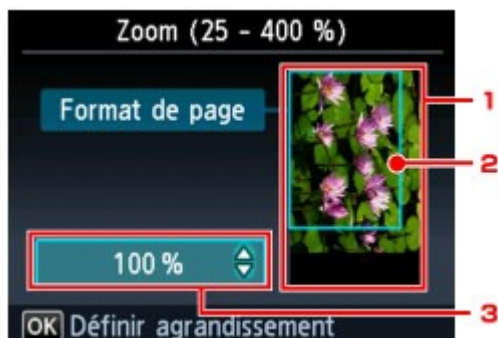 Zoom (25 - 400 %)
Format de page
1
2
100 %
3
OK Définir agrandissement